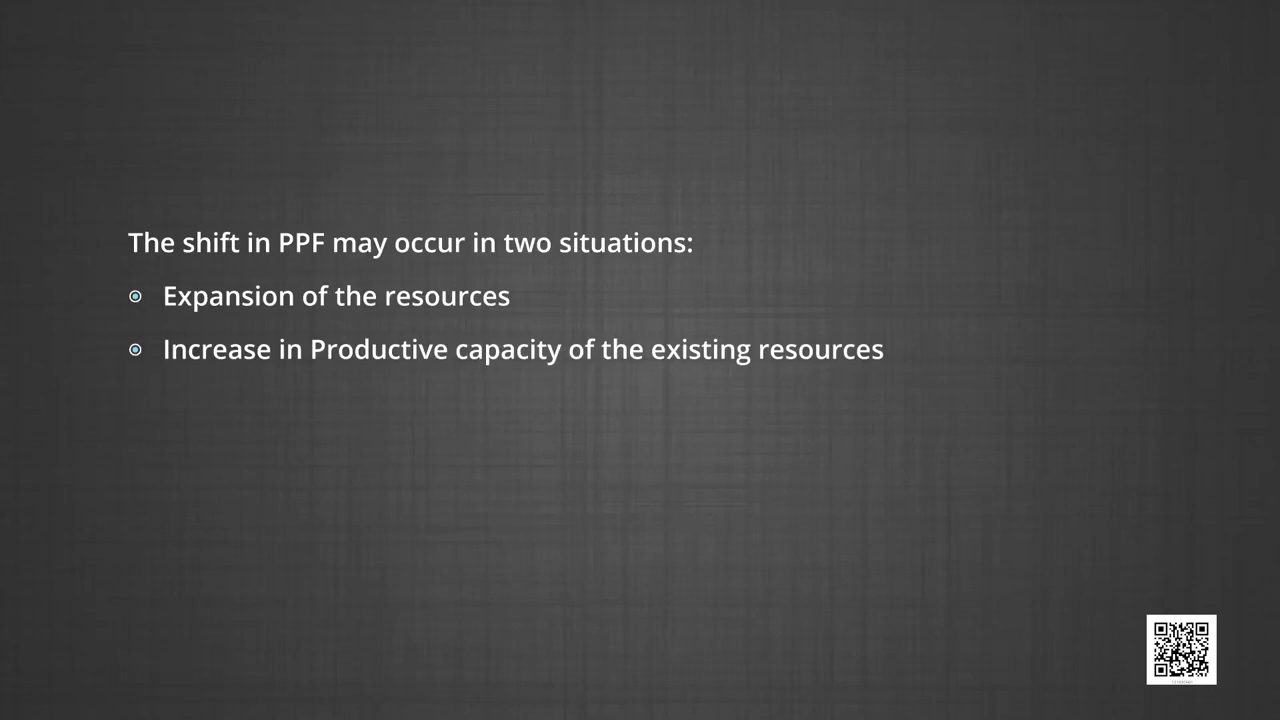 The shift in PPF may occur in two situations:
Expansion of the resources
Increase in Productive capacity of the existing resources